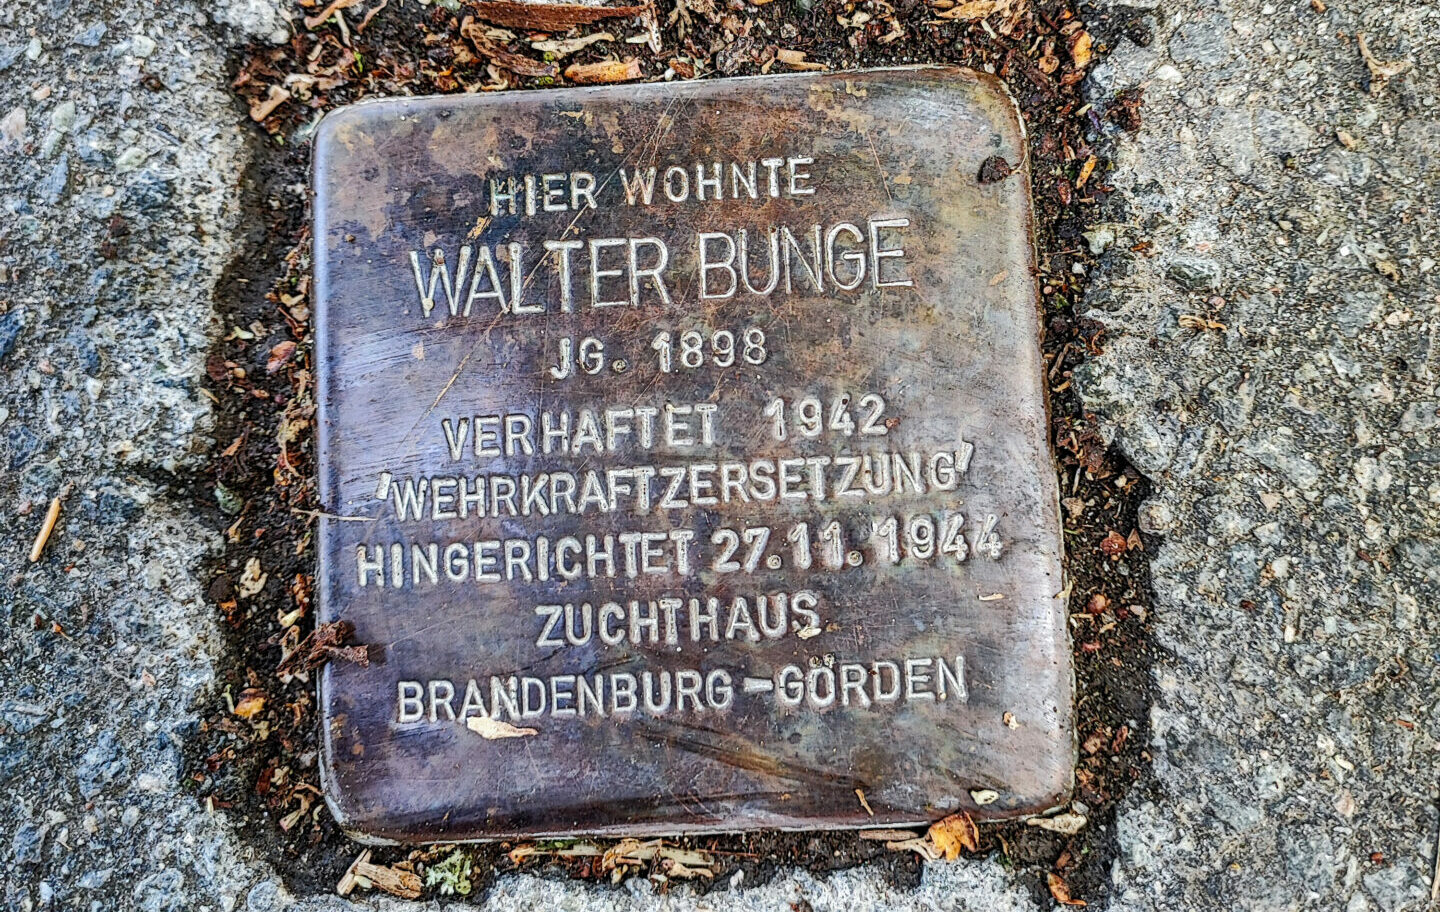 HIER WOHNTE
WALTER BUNGE
JG. 1898
VERHAFTET 1942
'WEHRKRAFTZERSETZUNG'
HINGERICHTET 27.11.1944
ZUCHTHAUS
BRANDENBURG-GÖRDEN